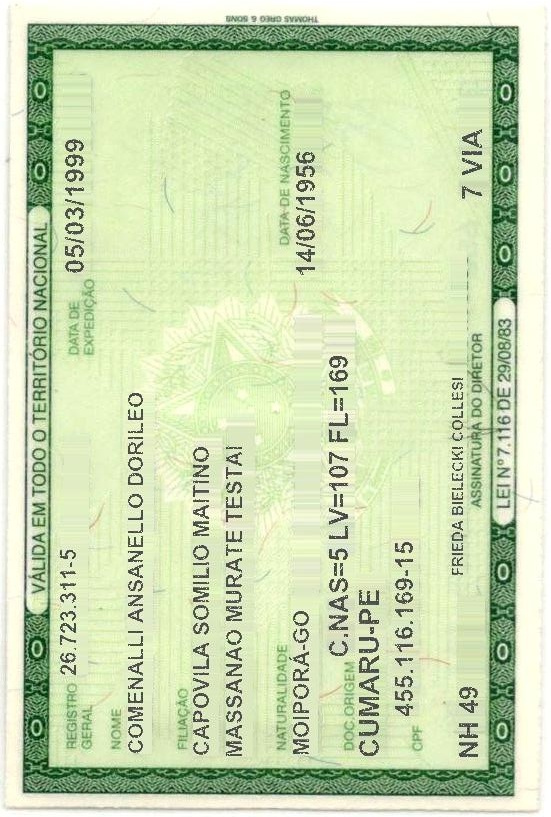 VÁLIDA EM TODO O TERRITÓRIO NACIONAL
REGISTRO GERAL 26.723.311-5 DATA DE EXPEDIÇÃO 05/03/1999
NOME
COMENALLI ANSANELLO DORILEO
FILIAÇÃO
CAPOVILA SOMILIO MAITINO
MASSANAO MURATE TESTAI
NATURALIDADE DATA DE NASCIMENTO
MOIPORÁ-GO 14/06/1956
DOC.ORIGEM C.NAS=5 LV=107 FL=169
CUMARU-PE
CPF 455.116.169-15
NH 49 FRIEDA BIELECKI COLLESI 7 VIA
ASSINATURA DO DIRETOR
LEI Nº 7.116 DE 29/08/83
THOMAS GREG & SONS